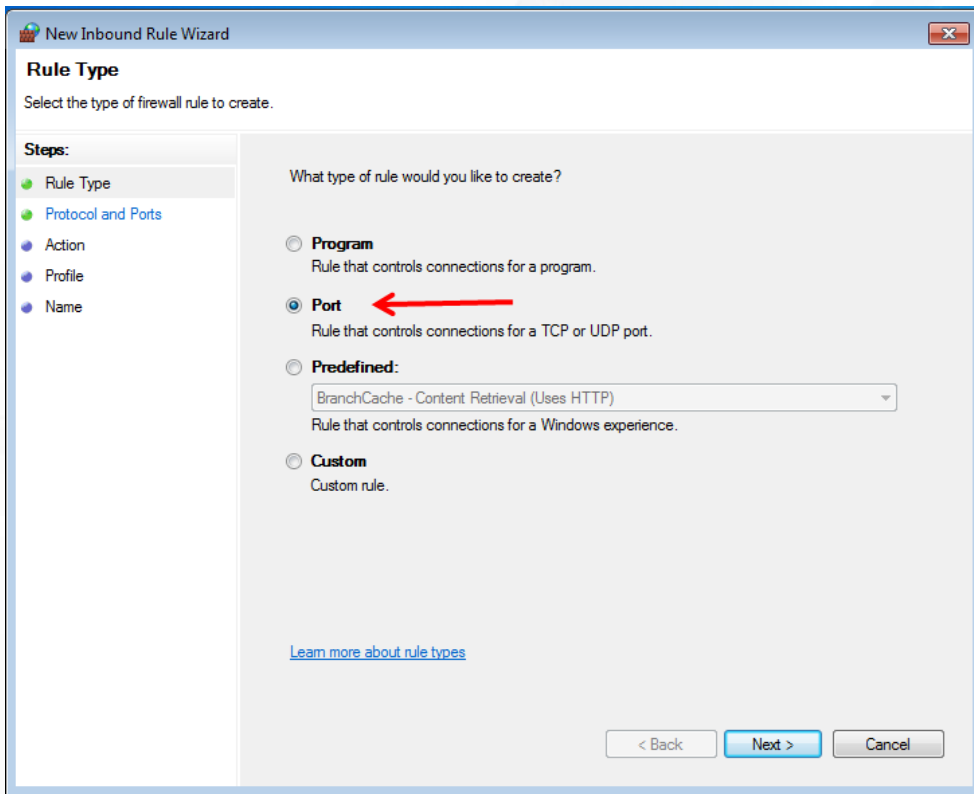 New Inbound Rule Wizard
Rule Type
Select the type of firewall rule to create.
Steps:
Rule Type
Protocol and Ports
Action
Profile
Name
What type of rule would you like to create?
Program
Rule that controls connections for a program.
Port
Rule that controls connections for a TCP or UDP port.
Predefined:
BranchCache - Content Retrieval (Uses HTTP)
Rule that controls connections for a Windows experience.
Custom
Custom rule.
Learn more about rule types
< Back Next > Cancel